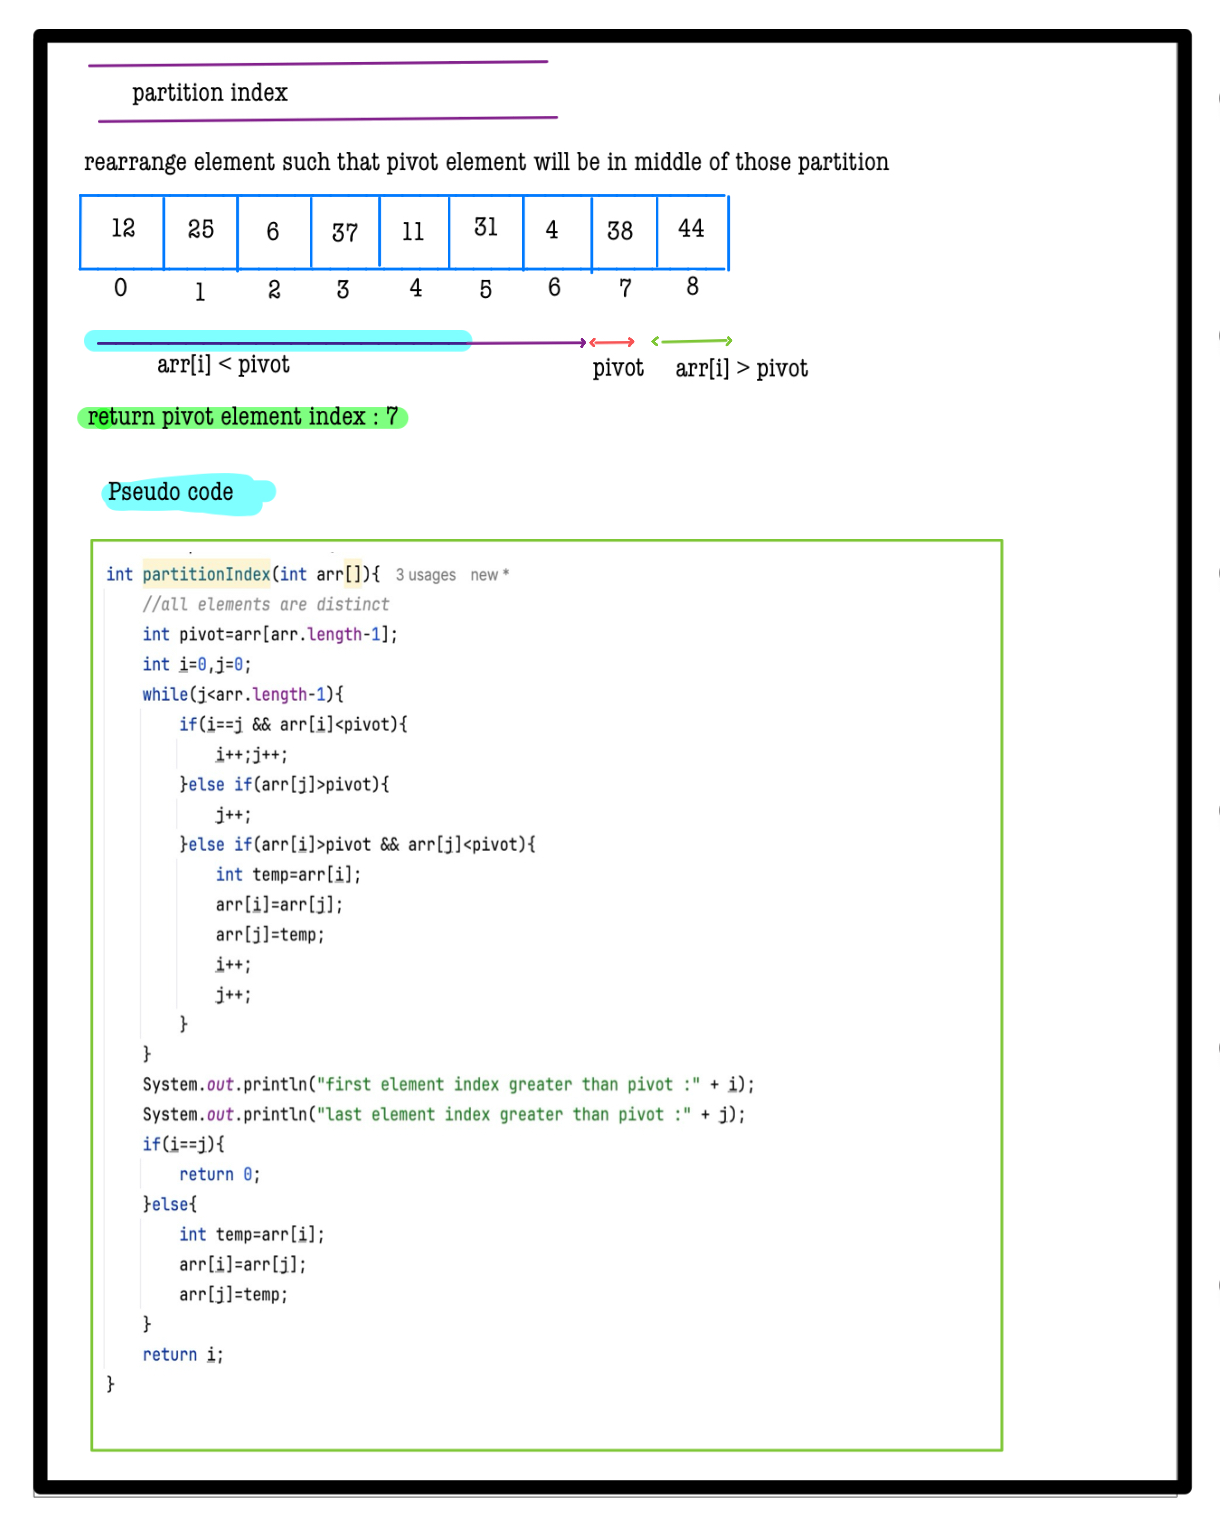 partition index
rearrange element such that pivot element will be in middle of those partition
12 25 6 37 11 31 4 38 44
0 1 2 3 4 5 6 7 8
arr[i] < pivot pivot arr[i] > pivot
return pivot element index : 7
Pseudo code
int partitionIndex(int arr[]){ 3 usages new *
//all elements are distinct
int pivot=arr[arr.length-1];
int i=0,j=0;
while(j<arr.length-1){
if(i==j && arr[i]<pivot){
i++;j++;
}else if(arr[j]>pivot){
j++;
}else if(arr[i]>pivot && arr[j]<pivot){
int temp=arr[i];
arr[i]=arr[j];
arr[j]=temp;
i++;
j++;
}
}
System.out.println("first element index greater than pivot :" + i);
System.out.println("last element index greater than pivot :" + j);
if(i==j){
return 0;
}else{
int temp=arr[i];
arr[i]=arr[j];
arr[j]=temp;
}
return i;
}